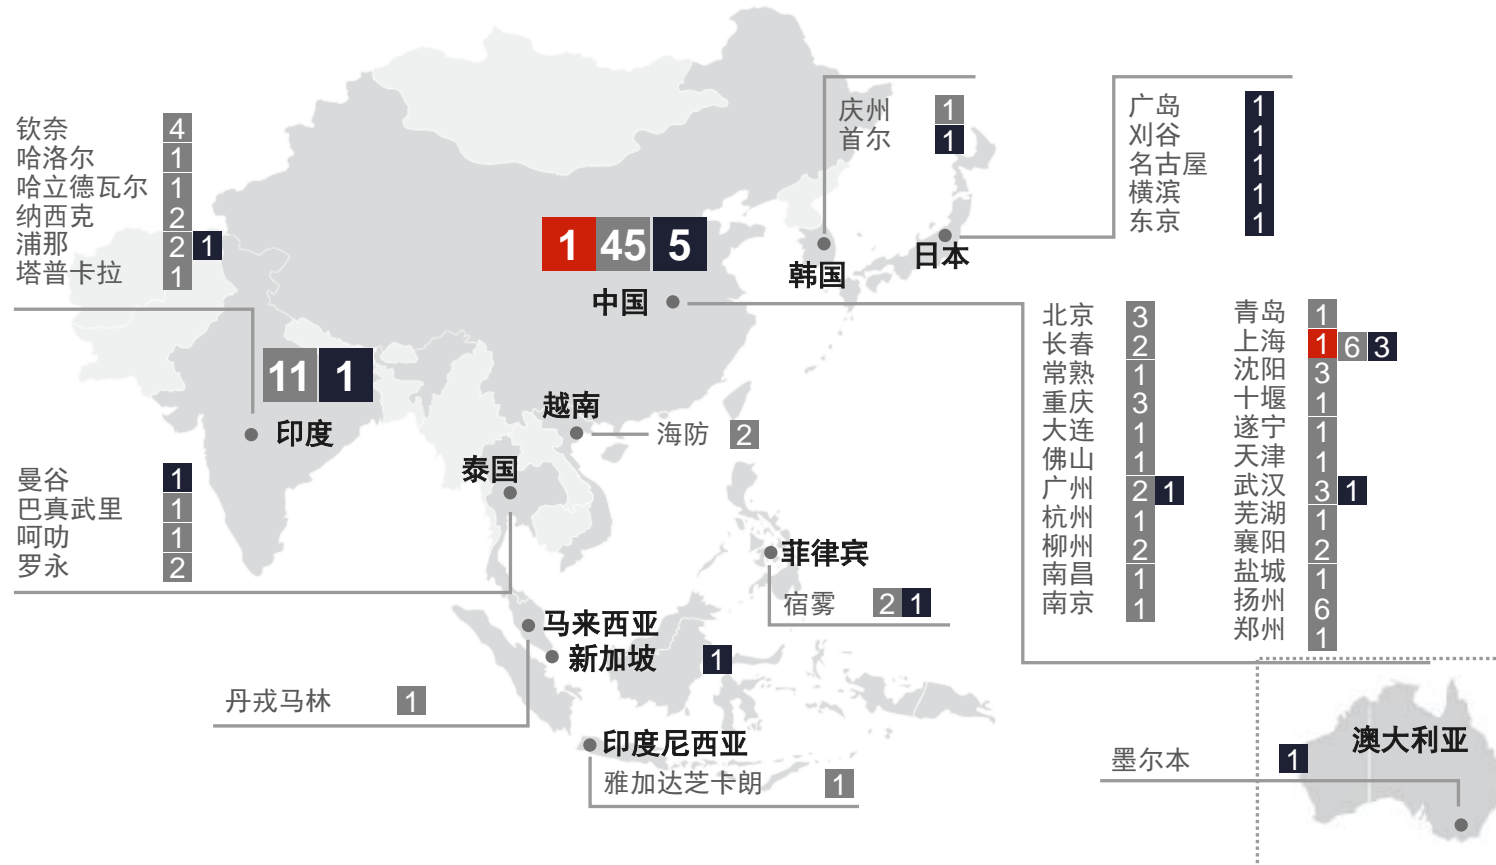 钦奈 4
哈洛尔 1
哈立德瓦尔 1
纳西克 2
浦那 2 1
塔普卡拉 1
11 1
印度
曼谷 1
巴真武里 1
呵叻 1
罗永 2
泰国
1 45 5
中国
越南
海防 2
庆州 1
首尔 1
韩国
广岛 1
刈谷 1
名古屋 1
横滨 1
东京 1
日本
北京 3
长春 2
常熟 1
重庆 3
大连 1
佛山 1
广州 2 1
杭州 1
柳州 2
南昌 1
南京 1
青岛 1
上海 1 6 3
沈阳 3
十堰 1
遂宁 1
天津 1
武汉 3 1
芜湖 1
襄阳 2
盐城 1
扬州 6
郑州 1
菲律宾
宿雾 2 1
马来西亚
新加坡 1
丹戎马林 1
印度尼西亚
雅加达芝卡朗 1
澳大利亚
墨尔本 1